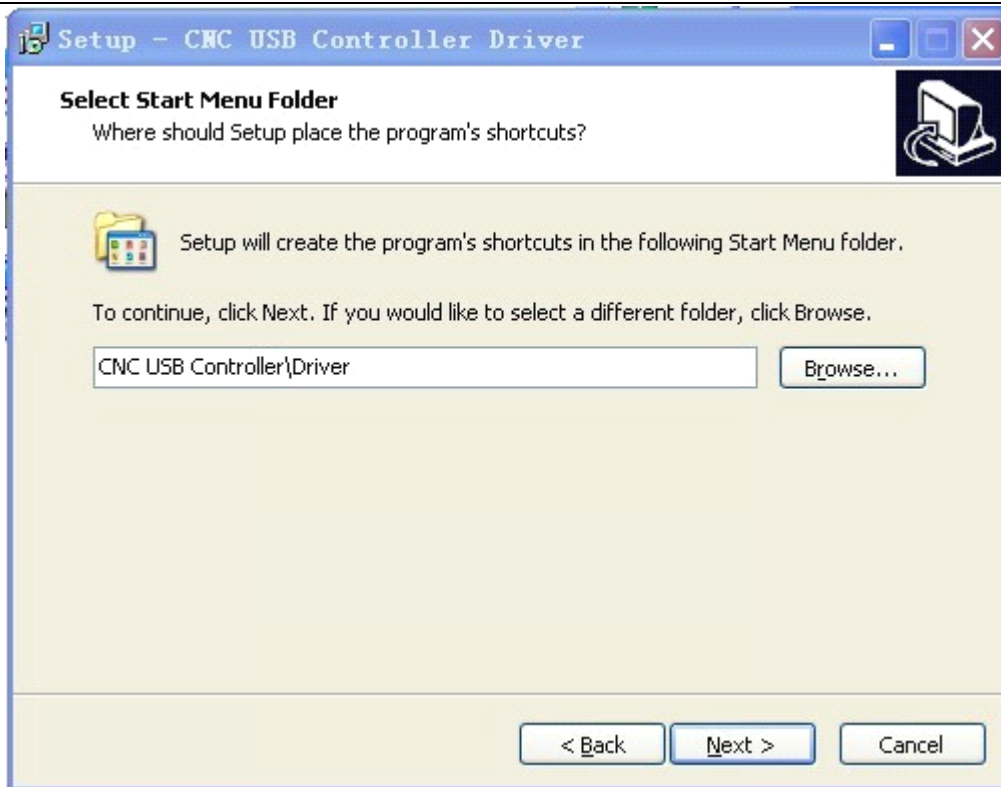 Setup - CNC USB Controller Driver
Select Start Menu Folder
Where should Setup place the program's shortcuts?
Setup will create the program's shortcuts in the following Start Menu folder.
To continue, click Next. If you would like to select a different folder, click Browse.
CNC USB Controller\Driver
Browse...
< Back
Next >
Cancel